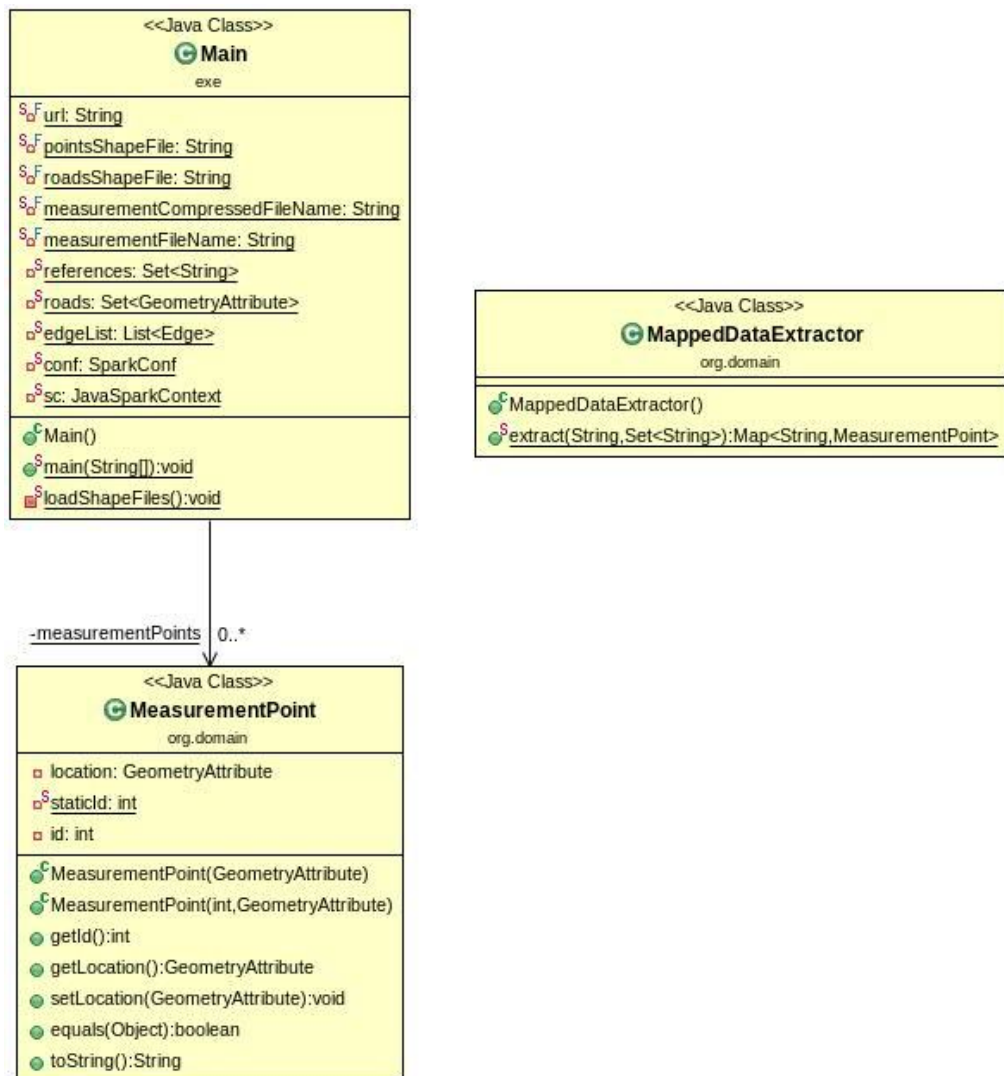 <<Java Class>>
Main
exe
url: String
pointsShapeFile: String
roadsShapeFile: String
measurementCompressedFileName: String
measurementFileName: String
references: Set<String>
roads: Set<GeometryAttribute>
edgeList: List<Edge>
conf: SparkConf
sc: JavaSparkContext
Main()
main(String[]):void
loadShapeFiles():void
<<Java Class>>
MappedDataExtractor
org.domain
MappedDataExtractor()
extract(String,Set<String>):Map<String,MeasurementPoint>
-measurementPoints 0..*
<<Java Class>>
MeasurementPoint
org.domain
location: GeometryAttribute
staticId: int
id: int
MeasurementPoint(GeometryAttribute)
MeasurementPoint(int,GeometryAttribute)
getId():int
getLocation():GeometryAttribute
setLocation(GeometryAttribute):void
equals(Object):boolean
toString():String